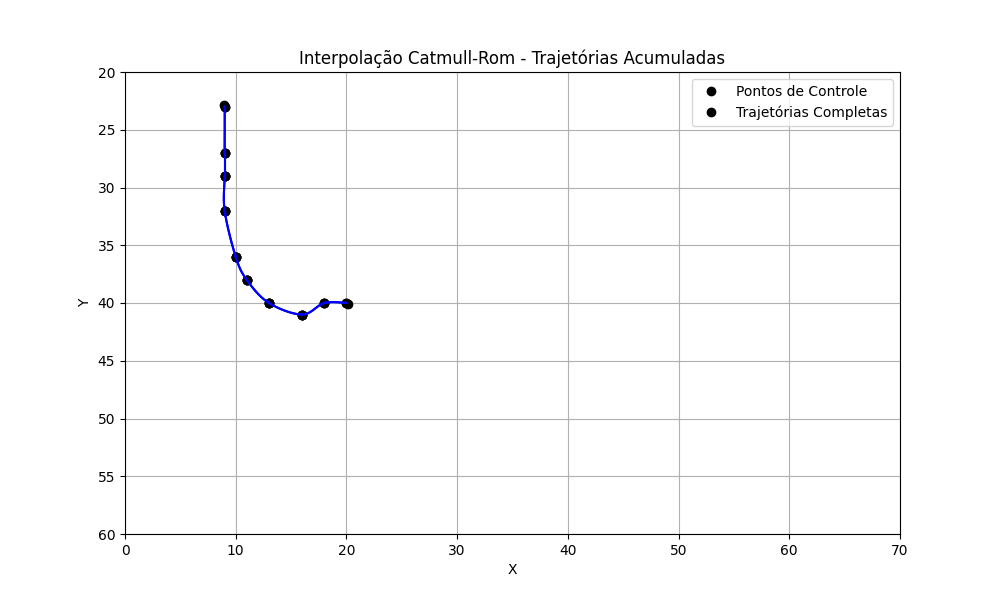 Interpolação Catmull-Rom - Trajetórias Acumuladas
Pontos de Controle
Trajetórias Completas
20
25
30
35
40
45
50
55
60
Y
0 10 20 30 40 50 60 70
X